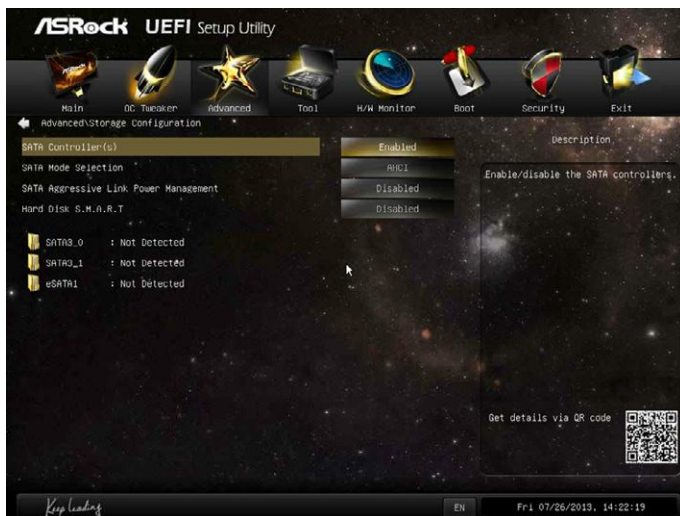 ASRock UEFI Setup Utility
Main OC Tweaker Advanced Tool H/W Monitor Boot Security Exit
Advanced\Storage Configuration
SATA Controller(s) Enabled
SATA Mode Selection AHCI
SATA Aggressive Link Power Management Disabled
Hard Disk S.M.A.R.T Disabled
SATA3_0 : Not Detected
SATA3_1 : Not Detected
eSATA1 : Not Detected
Description
Enable/disable the SATA controllers.
Get details via QR code
Keep Leading
EN Fri 07/26/2013, 14:22:19